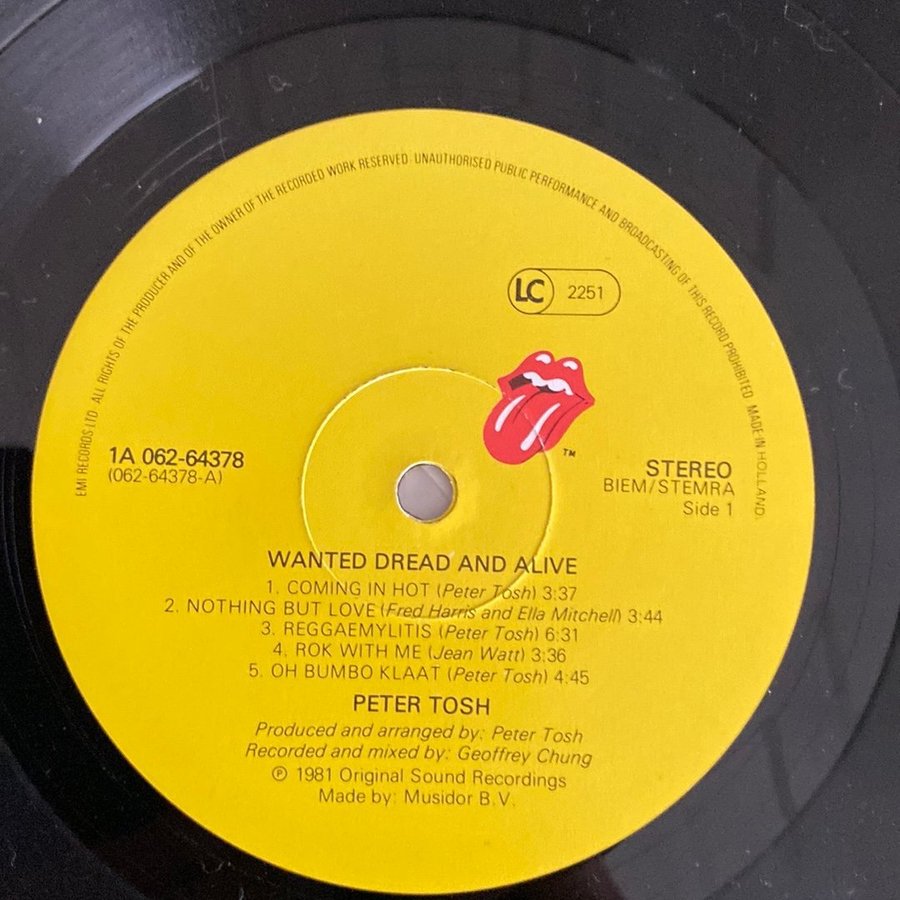 EMI RECORDS LTD. ALL RIGHTS OF THE PRODUCER AND OF THE OWNER OF THE RECORDED WORK RESERVED · UNAUTHORISED PUBLIC PERFORMANCE AND BROADCASTING OF THIS RECORD PROHIBITED. MADE IN HOLLAND.
LC 2251
™
1A 062-64378
(062-64378-A)
STEREO
BIEM/STEMRA
Side 1
WANTED DREAD AND ALIVE
1. COMING IN HOT (Peter Tosh) 3:37
2. NOTHING BUT LOVE (Fred Harris and Ella Mitchell) 3:44
3. REGGAEMYLITIS (Peter Tosh) 6:31
4. ROK WITH ME (Jean Watt) 3:36
5. OH BUMBO KLAAT (Peter Tosh) 4:45
PETER TOSH
Produced and arranged by: Peter Tosh
Recorded and mixed by: Geoffrey Chung
℗ 1981 Original Sound Recordings
Made by: Musidor B.V.